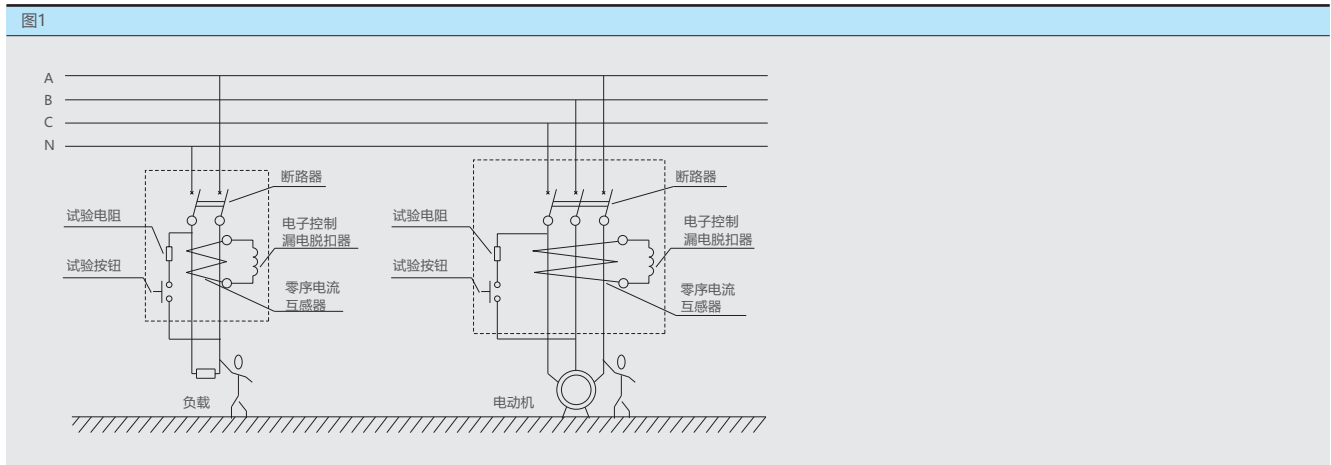 图1
A
B
C
N
断路器
试验电阻
电子控制
漏电脱扣器
试验按钮
零序电流
互感器
负载
断路器
试验电阻
电子控制
漏电脱扣器
试验按钮
零序电流
互感器
电动机